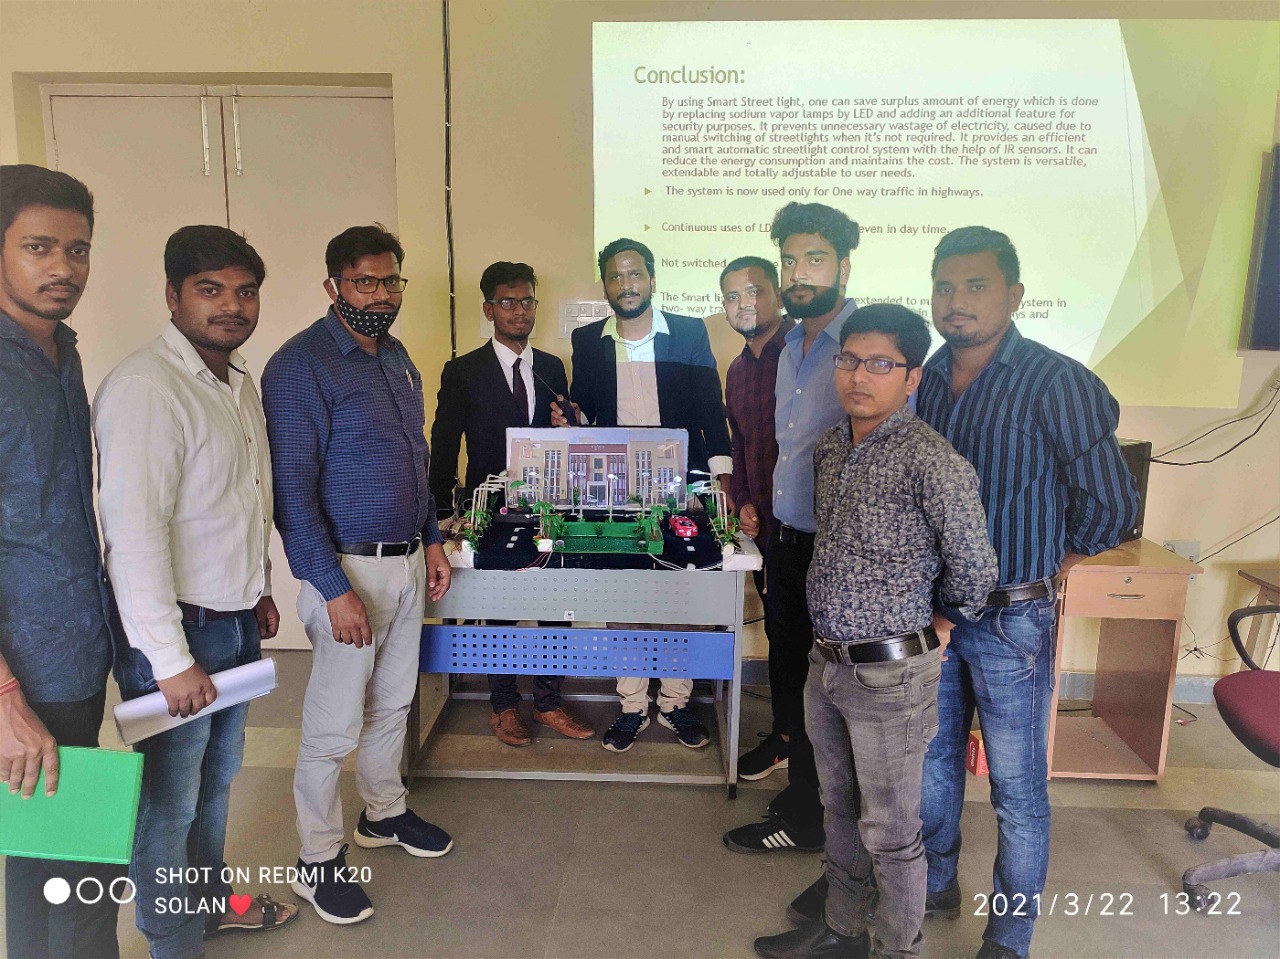 Conclusion:
By using Smart Street light, one can save surplus amount of energy which is done
by replacing sodium vapor lamps by LED and adding an additional feature for
security purposes. It prevents unnecessary wastage of electricity, caused due to
manual switching of streetlights when it's not required. It provides an efficient
and smart automatic streetlight control system with the help of IR sensors. It can
reduce the energy consumption and maintains the cost. The system is versatile,
extendable and totally adjustable to user needs.
The system is now used only for One way traffic in highways.
Continuous uses of even in day time.
Not switched
The Smart extended to system in
two- way and
SHOT ON REDMI K20
SOLAN❤
2021/3/22 13:22